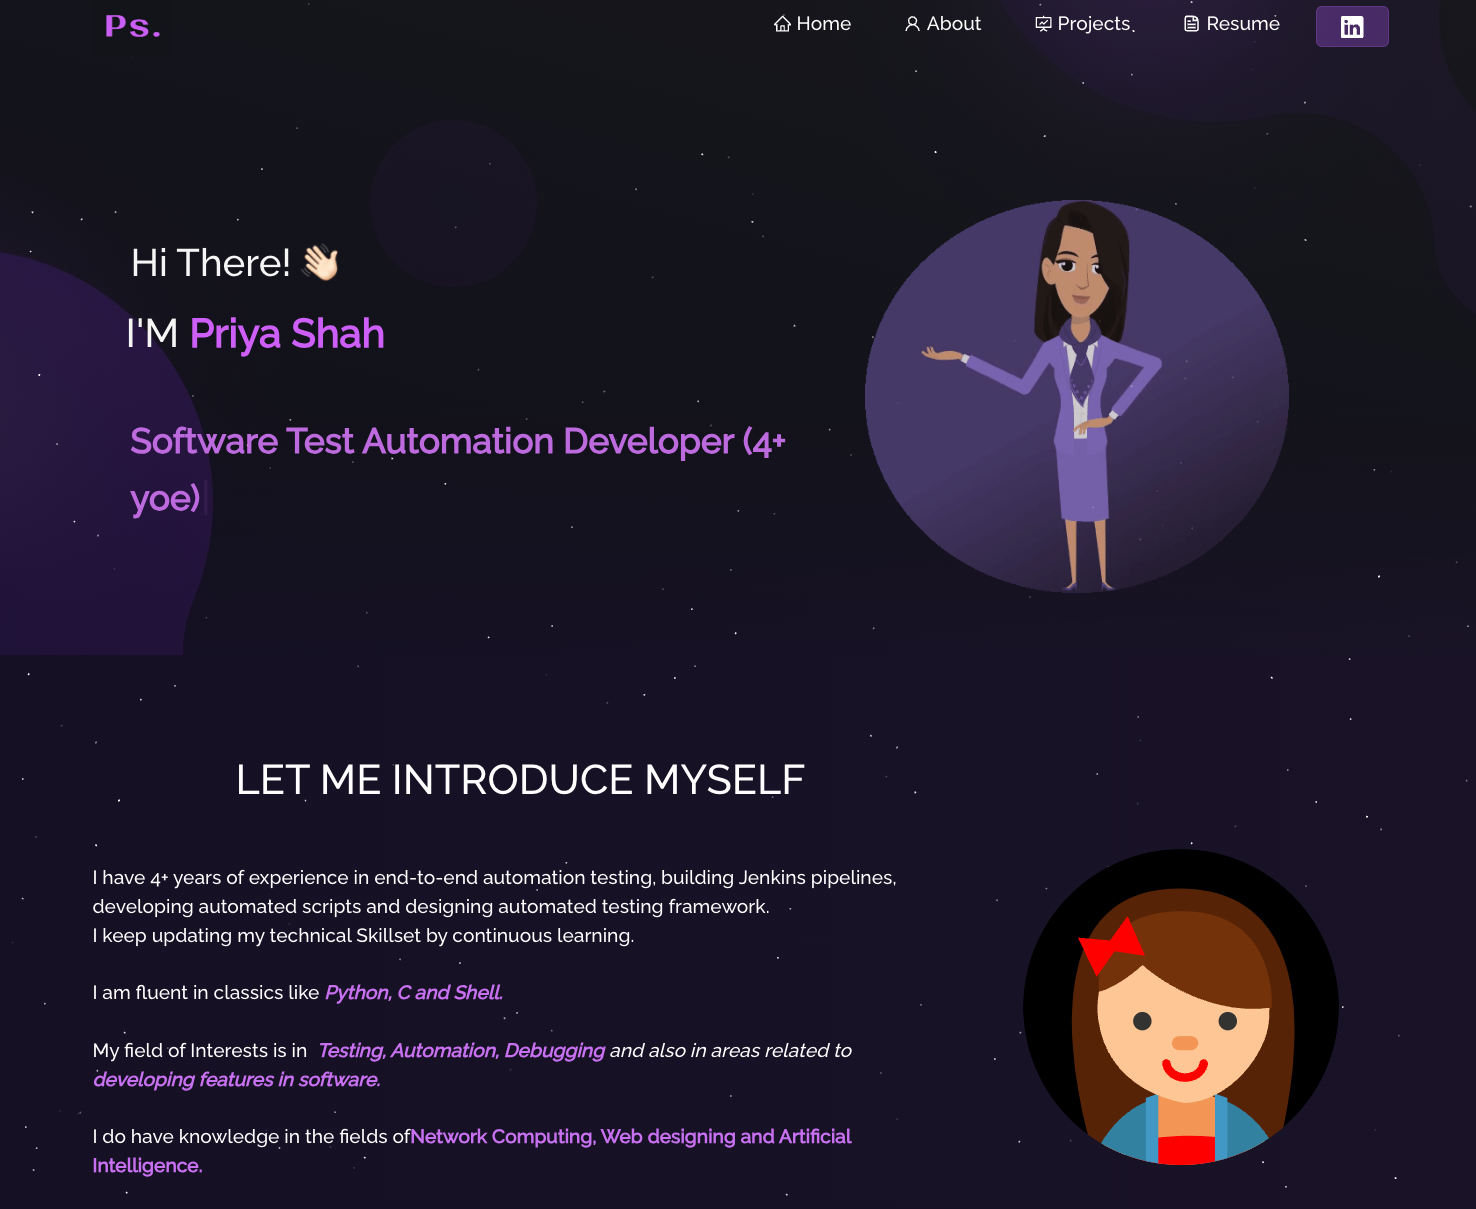 Ps.
Home About Projects Resume in
Hi There! 👋🏻
I'M Priya Shah
Software Test Automation Developer (4+
yoe)
LET ME INTRODUCE MYSELF
I have 4+ years of experience in end-to-end automation testing, building Jenkins pipelines,
developing automated scripts and designing automated testing framework.
I keep updating my technical Skillset by continuous learning.
I am fluent in classics like Python, C and Shell.
My field of Interests is in Testing, Automation, Debugging and also in areas related to
developing features in software.
I do have knowledge in the fields ofNetwork Computing, Web designing and Artificial
Intelligence.